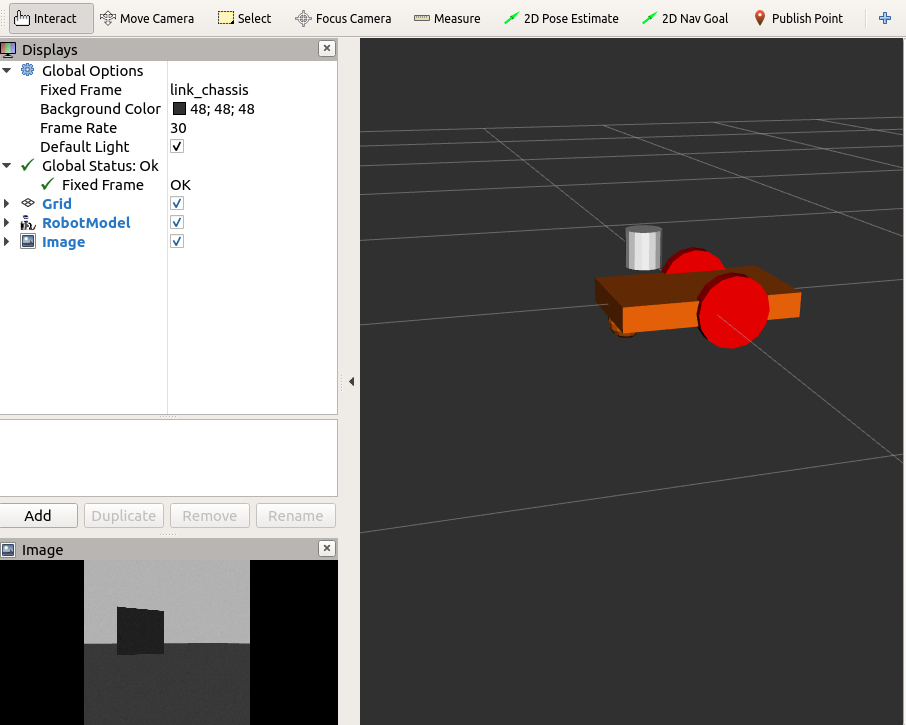 Interact Move Camera Select Focus Camera Measure 2D Pose Estimate 2D Nav Goal Publish Point
Displays
Global Options
Fixed Frame link_chassis
Background Color 48; 48; 48
Frame Rate 30
Default Light
Global Status: Ok
Fixed Frame OK
Grid
RobotModel
Image
Add Duplicate Remove Rename
Image